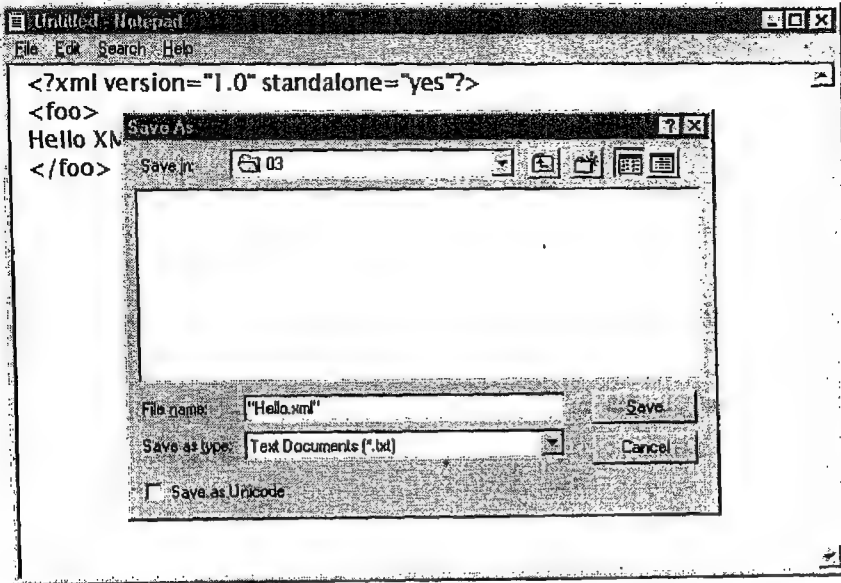 Untitled - Notepad
File Edit Search Help
<?xml version="1.0" standalone="yes"?>
<foo>
Hello XM
</foo>
Save As
Save in: 03
File name: "Hello.xml"
Save
Save as type: Text Documents (*.txt)
Cancel
Save as Unicode